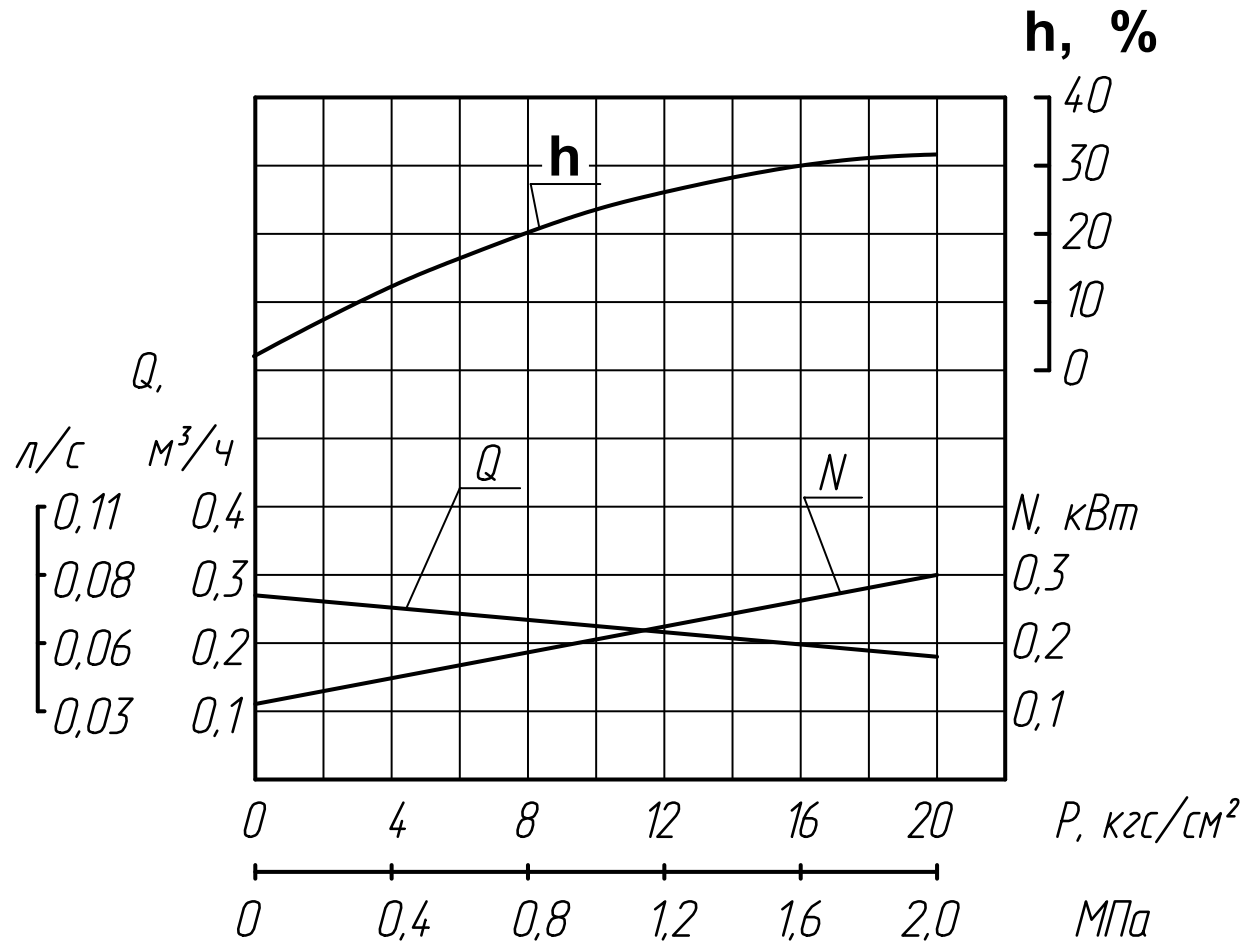 h, %
40
h
30
20
10
Q,
0
л/с м³/ч
Q
N
0,11 0,4 N, кВт
0,08 0,3 0,3
0,06 0,2 0,2
0,03 0,1 0,1
0 4 8 12 16 20 P, кгс/см²
0 0,4 0,8 1,2 1,6 2,0 МПа